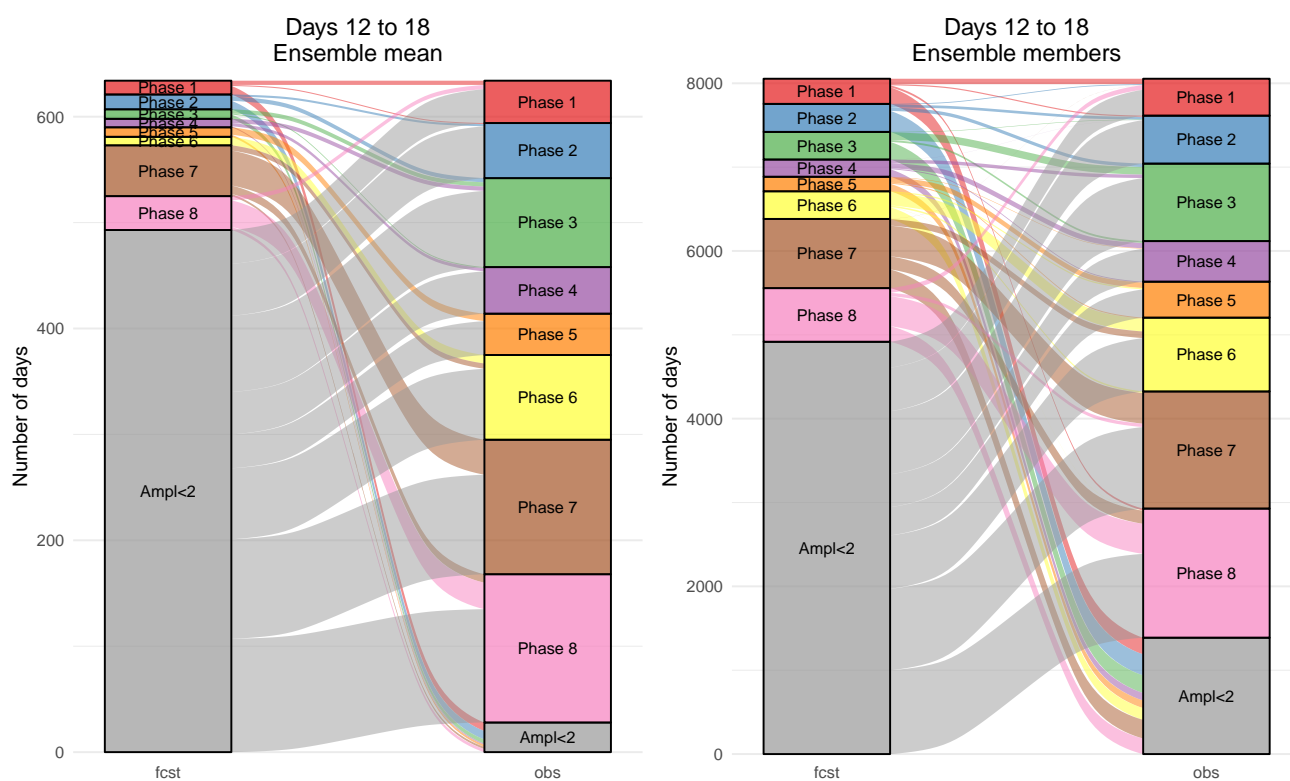 Days 12 to 18
Ensemble mean
Number of days
600
400
200
0
Phase 1
Phase 2
Phase 3
Phase 4
Phase 5
Phase 6
Phase 7
Phase 8
Ampl<2
Phase 1
Phase 2
Phase 3
Phase 4
Phase 5
Phase 6
Phase 7
Phase 8
Ampl<2
fcst
obs
Days 12 to 18
Ensemble members
Number of days
8000
6000
4000
2000
0
Phase 1
Phase 2
Phase 3
Phase 4
Phase 5
Phase 6
Phase 7
Phase 8
Ampl<2
Phase 1
Phase 2
Phase 3
Phase 4
Phase 5
Phase 6
Phase 7
Phase 8
Ampl<2
fcst
obs